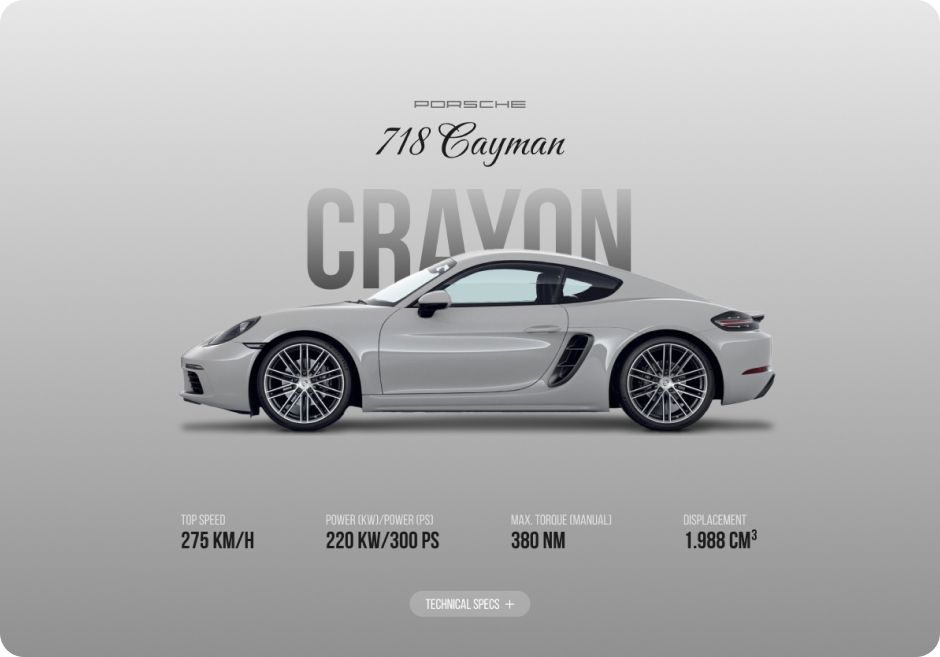 PORSCHE
718 Cayman
CRAYON
TOP SPEED
275 KM/H
POWER (KW)/POWER (PS)
220 KW/300 PS
MAX. TORQUE (MANUAL)
380 NM
DISPLACEMENT
1.988 CM³
TECHNICAL SPECS +